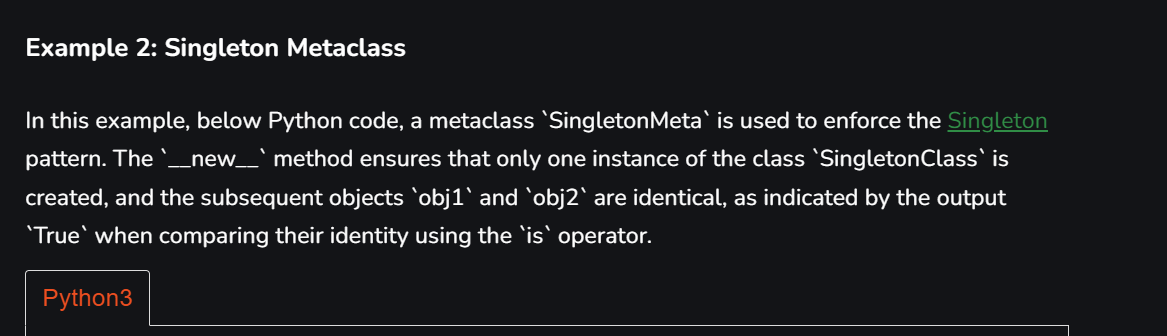 Example 2: Singleton Metaclass
In this example, below Python code, a metaclass `SingletonMeta` is used to enforce the Singleton
pattern. The `__new__` method ensures that only one instance of the class `SingletonClass` is
created, and the subsequent objects `obj1` and `obj2` are identical, as indicated by the output
`True` when comparing their identity using the `is` operator.
Python3